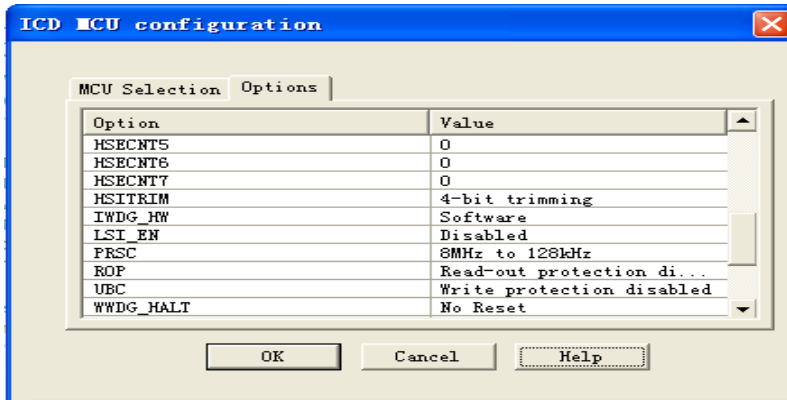 ICD MCU configuration
MCU Selection Options
Option Value
HSECNT5 0
HSECNT6 0
HSECNT7 0
HSITRIM 4-bit trimming
IWDG_HW Software
LSI_EN Disabled
PRSC 8MHz to 128kHz
ROP Read-out protection di...
UBC Write protection disabled
WWDG_HALT No Reset
OK Cancel Help